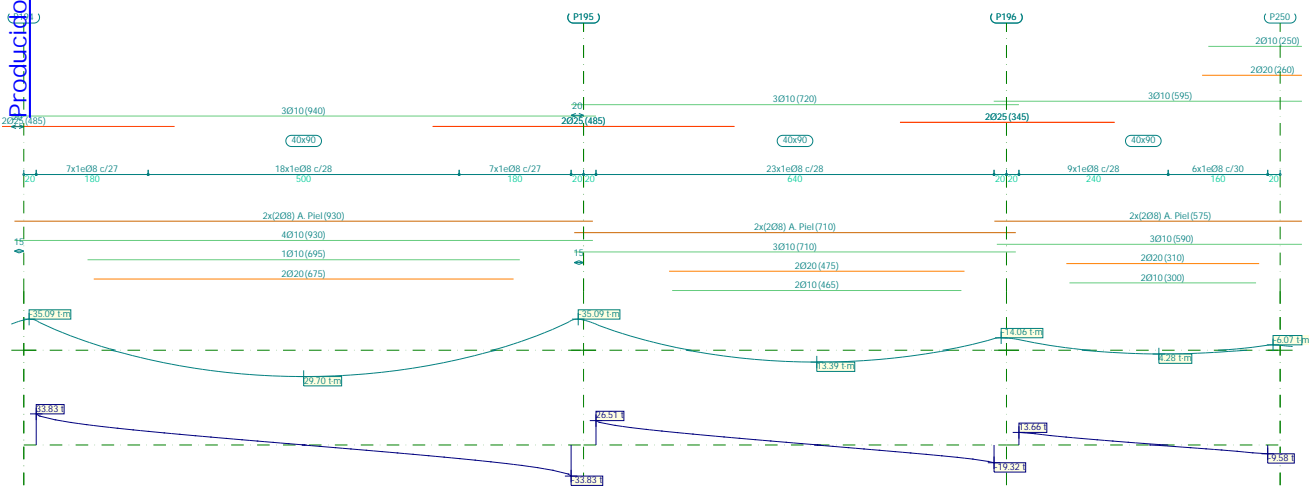 Producido
P195
P196
P250
2Ø10(250)
2Ø20(260)
3Ø10(940)
20
3Ø10(720)
3Ø10(595)
2Ø25(485)
2Ø25(485)
2Ø25(345)
40x90
40x90
40x90
7x1eØ8 c/27
18x1eØ8 c/28
7x1eØ8 c/27
23x1eØ8 c/28
9x1eØ8 c/28
6x1eØ8 c/30
20
180
500
180
20
20
640
20
20
240
160
20
2x(2Ø8) A. Piel(930)
2x(2Ø8) A. Piel(710)
2x(2Ø8) A. Piel(575)
4Ø10(930)
3Ø10(710)
3Ø10(590)
15
15
1Ø10(695)
2Ø20(675)
2Ø20(475)
2Ø10(465)
2Ø20(310)
2Ø10(300)
-35.09 t·m
-35.09 t·m
-14.06 t·m
-6.07 t·m
29.70 t·m
13.39 t·m
4.28 t·m
33.83 t
26.51 t
13.66 t
-33.83 t
-19.32 t
-9.58 t